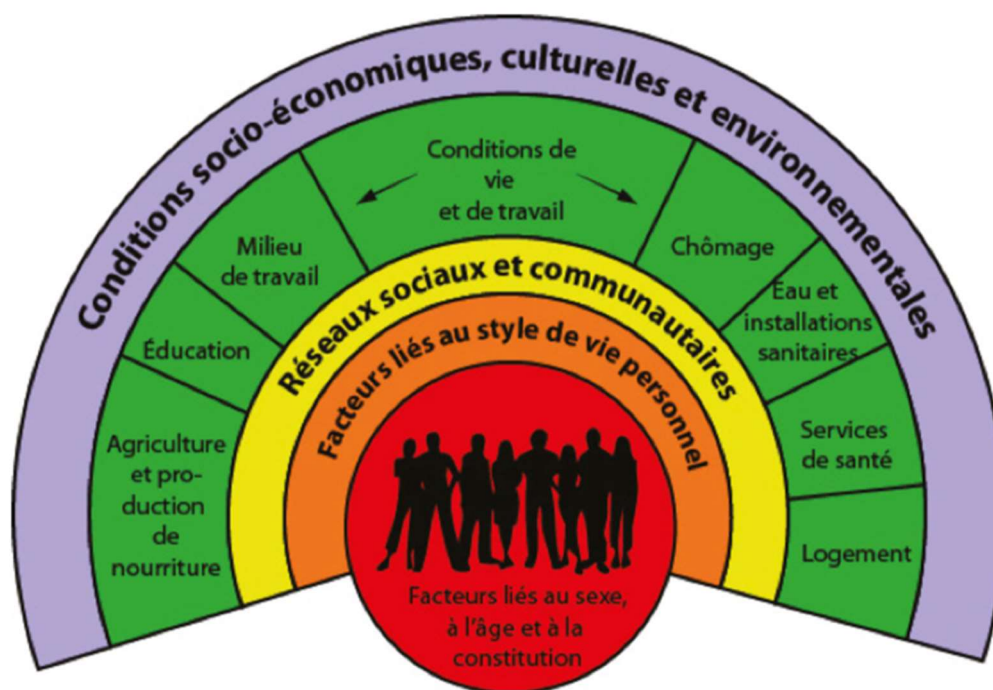 Conditions socio-économiques, culturelles et environnementales
Conditions de
vie
et de travail
Milieu
de travail
Chômage
Éducation
Eau et
installations
sanitaires
Agriculture
et pro-
duction
de
nourriture
Services
de santé
Logement
Réseaux sociaux et communautaires
Facteurs liés au style de vie personnel
Facteurs liés au sexe,
à l'âge et à la
constitution